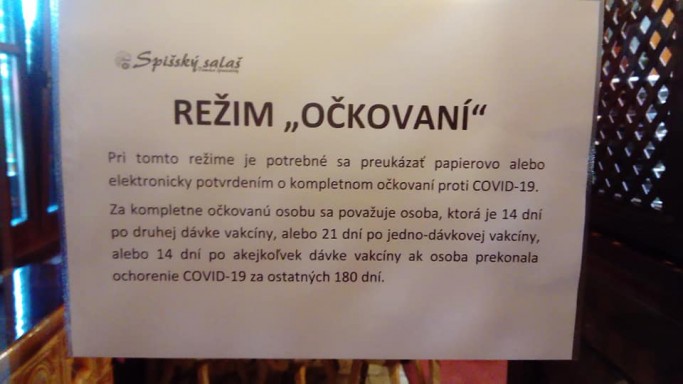 Spišský salaš
REŽIM „OČKOVANÍ“
Pri tomto režime je potrebné sa preukázať papierovo alebo
elektronicky potvrdením o kompletnom očkovaní proti COVID-19.
Za kompletne očkovanú osobu sa považuje osoba, ktorá je 14 dní
po druhej dávke vakcíny, alebo 21 dní po jedno-dávkovej vakcíny,
alebo 14 dní po akejkoľvek dávke vakcíny ak osoba prekonala
ochorenie COVID-19 za ostatných 180 dní.